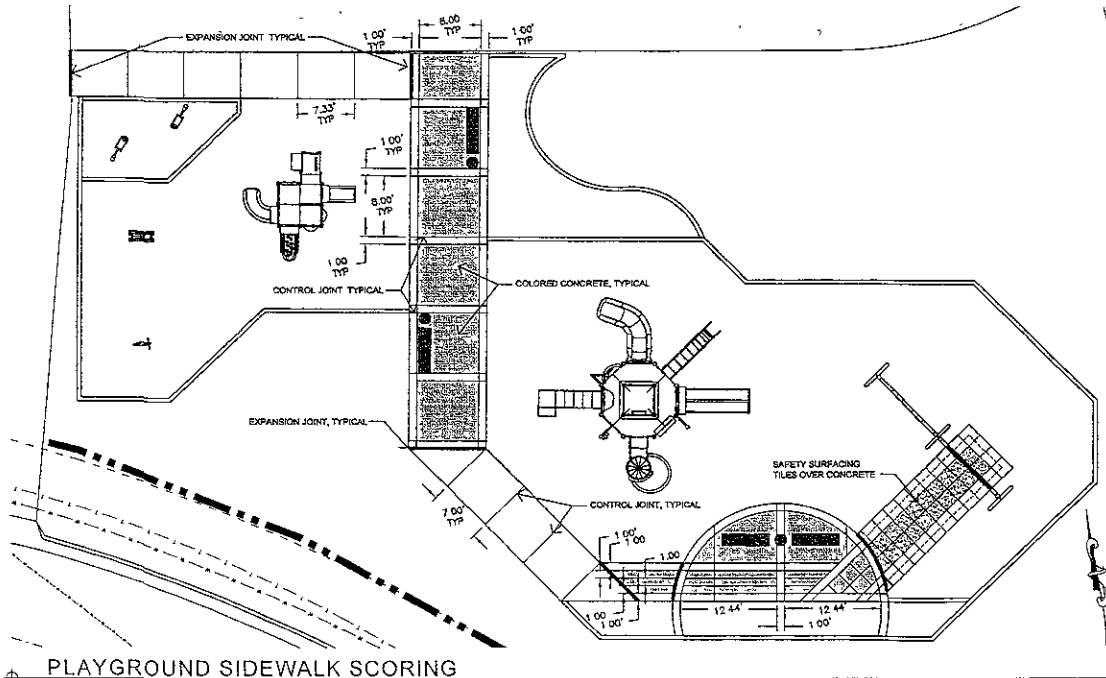 8.00
TYP
1.00'
TYP
1.00'
TYP
EXPANSION JOINT TYPICAL
7.33'
TYP
1.00'
TYP
8.00'
TYP
1.00
TYP
CONTROL JOINT TYPICAL
COLORED CONCRETE, TYPICAL
EXPANSION JOINT, TYPICAL
SAFETY SURFACING
TILES OVER CONCRETE
7.00'
TYP
CONTROL JOINT, TYPICAL
1.00'
1.00
1.00
1.00
1.00'
12.44'
12.44'
1.00'
PLAYGROUND SIDEWALK SCORING